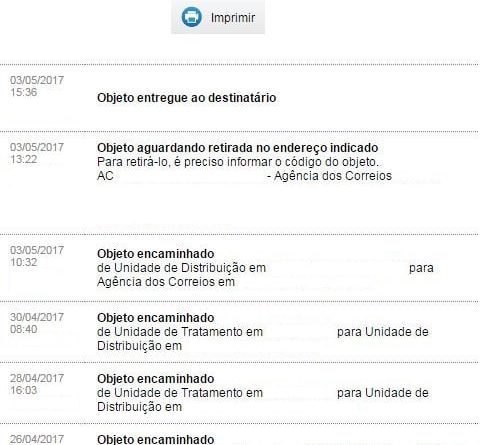 Imprimir
03/05/2017
15:36
Objeto entregue ao destinatário
03/05/2017
13:22
Objeto aguardando retirada no endereço indicado
Para retirá-lo, é preciso informar o código do objeto.
AC - Agência dos Correios
03/05/2017
10:32
Objeto encaminhado
de Unidade de Distribuição em para
Agência dos Correios em
30/04/2017
08:40
Objeto encaminhado
de Unidade de Tratamento em para Unidade de
Distribuição em
28/04/2017
16:03
Objeto encaminhado
de Unidade de Tratamento em para Unidade de
Distribuição em
26/04/2017
Objeto encaminhado